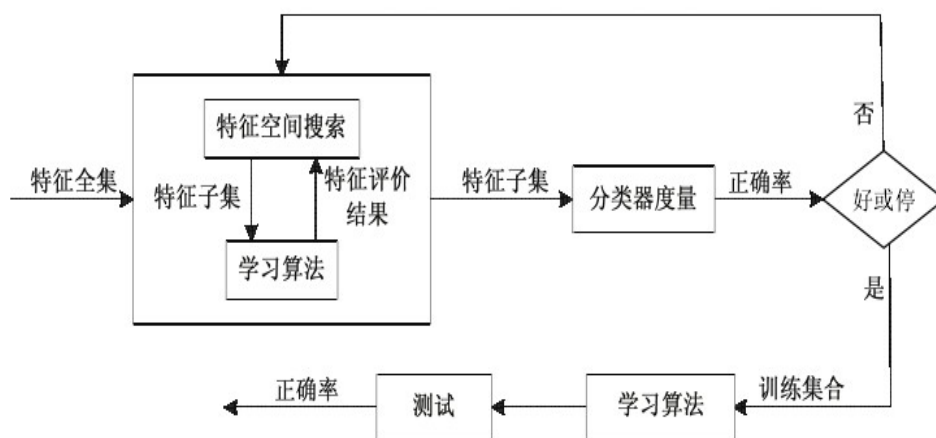 否
特征空间搜索
特征全集
特征子集
特征评价
结果
特征子集
分类器度量
正确率
好或停
学习算法
是
正确率
测试
学习算法
训练集合